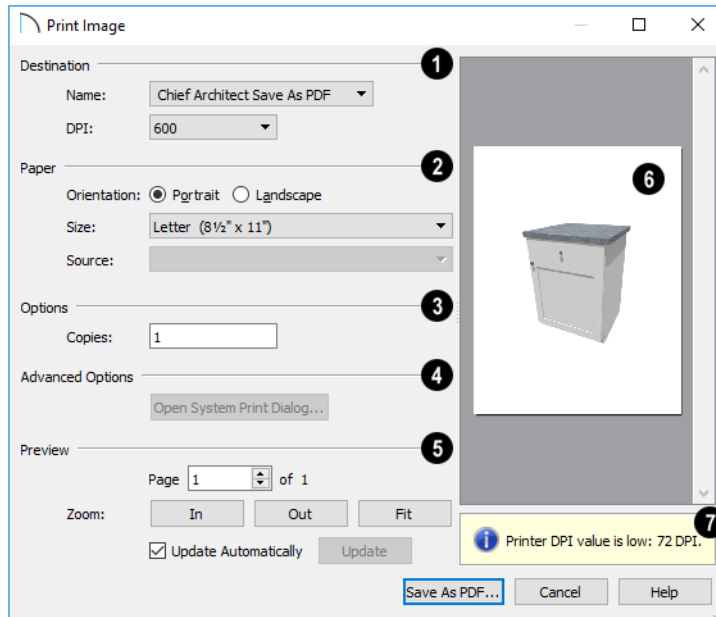 Print Image
Destination
1
Name: Chief Architect Save As PDF
DPI: 600
Paper
2
Orientation: Portrait Landscape
Size: Letter (8½" x 11")
Source:
Options
3
Copies: 1
Advanced Options
4
Open System Print Dialog...
Preview
5
Page 1 of 1
Zoom: In Out Fit
Update Automatically Update
6
7
Printer DPI value is low: 72 DPI.
Save As PDF... Cancel Help